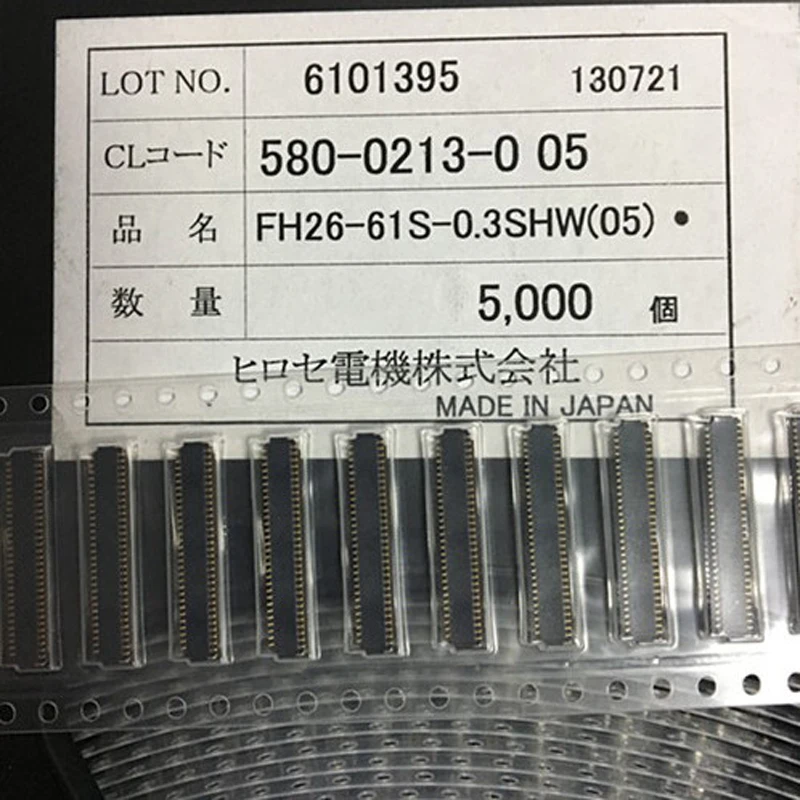 LOT NO. 6101395 130721
CLコード 580-0213-0 05
品 名 FH26-61S-0.3SHW(05) •
数 量 5,000 個
ヒロセ電機株式会社
MADE IN JAPAN